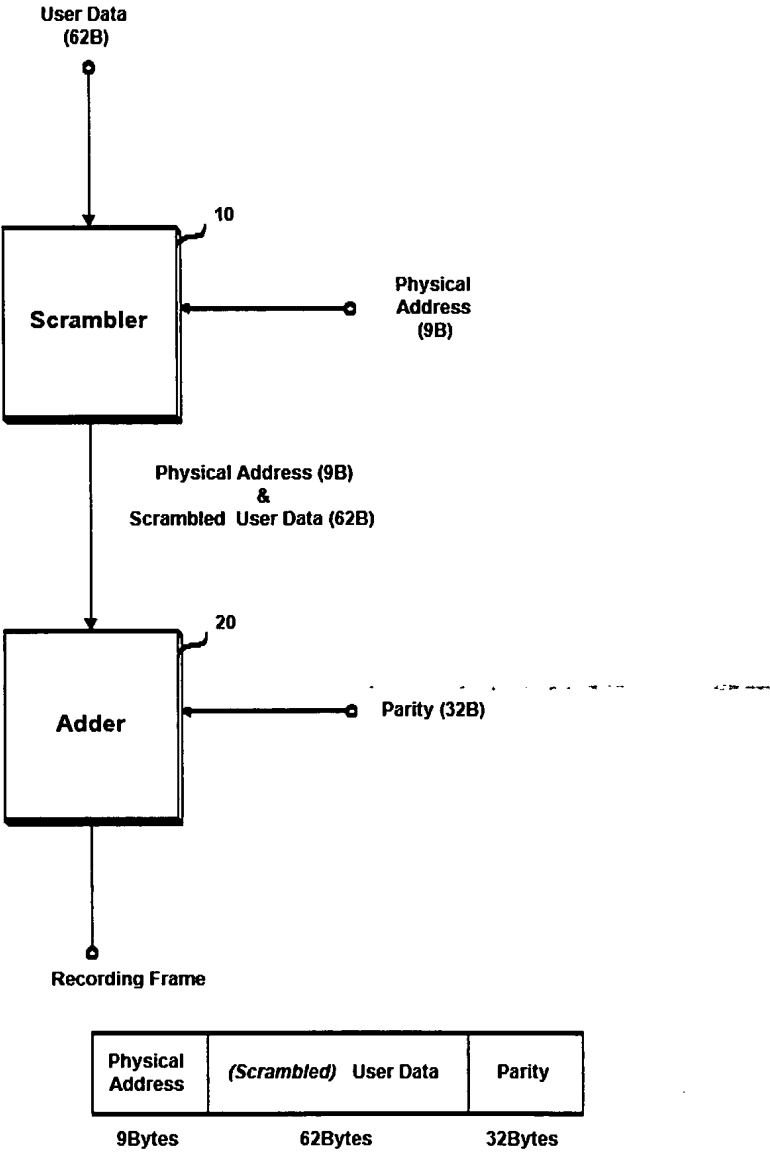 User Data
(62B)
10
Scrambler
Physical
Address
(9B)
Physical Address (9B)
&
Scrambled User Data (62B)
20
Adder
Parity (32B)
Recording Frame
Physical
Address
(Scrambled) User Data
Parity
9Bytes
62Bytes
32Bytes